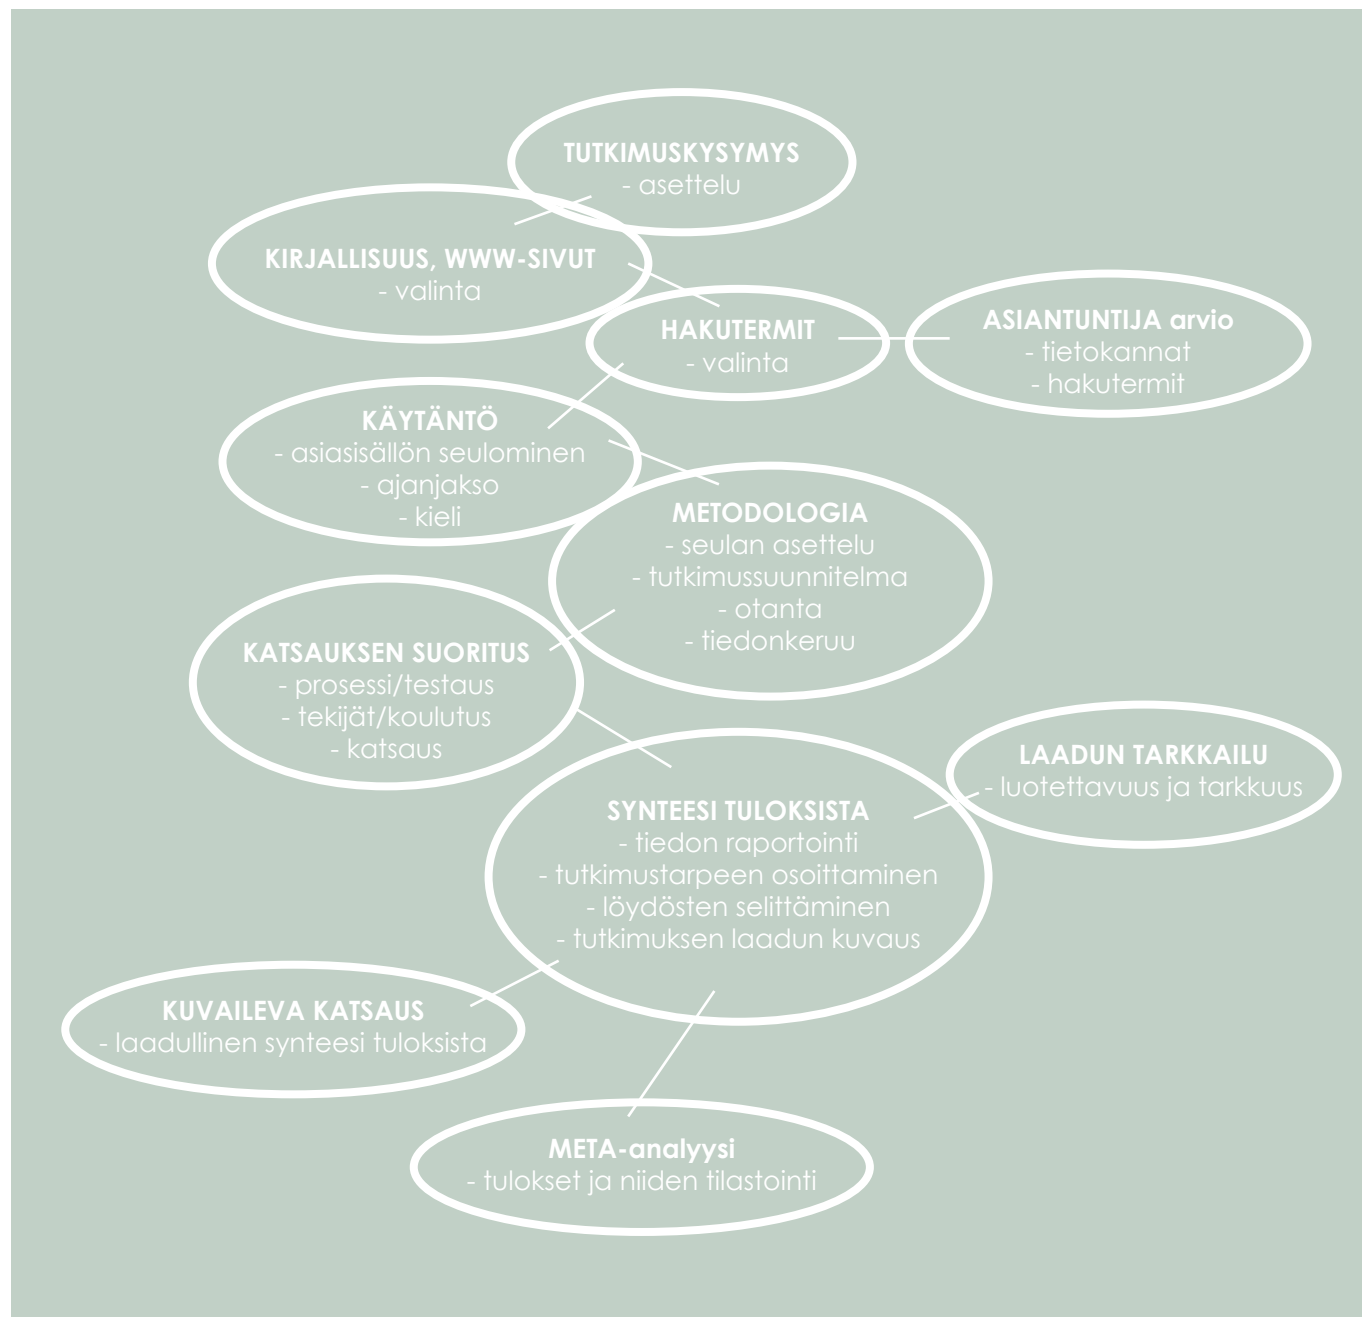 TUTKIMUSKYSYMYS
- asettelu
KIRJALLISUUS, WWW-SIVUT
- valinta
HAKUTERMIT
- valinta
ASIANTUNTIJA arvio
- tietokannat
- hakutermit
KÄYTÄNTÖ
- asiasisällön seulominen
- ajanjakso
- kieli
METODOLOGIA
- seulan asettelu
- tutkimussuunnitelma
- otanta
- tiedonkeruu
KATSAUKSEN SUORITUS
- prosessi/testaus
- tekijät/koulutus
- katsaus
LAADUN TARKKAILU
- luotettavuus ja tarkkuus
SYNTEESI TULOKSISTA
- tiedon raportointi
- tutkimustarpeen osoittaminen
- löydösten selittäminen
- tutkimuksen laadun kuvaus
KUVAILEVA KATSAUS
- laadullinen synteesi tuloksista
META-analyysi
- tulokset ja niiden tilastointi